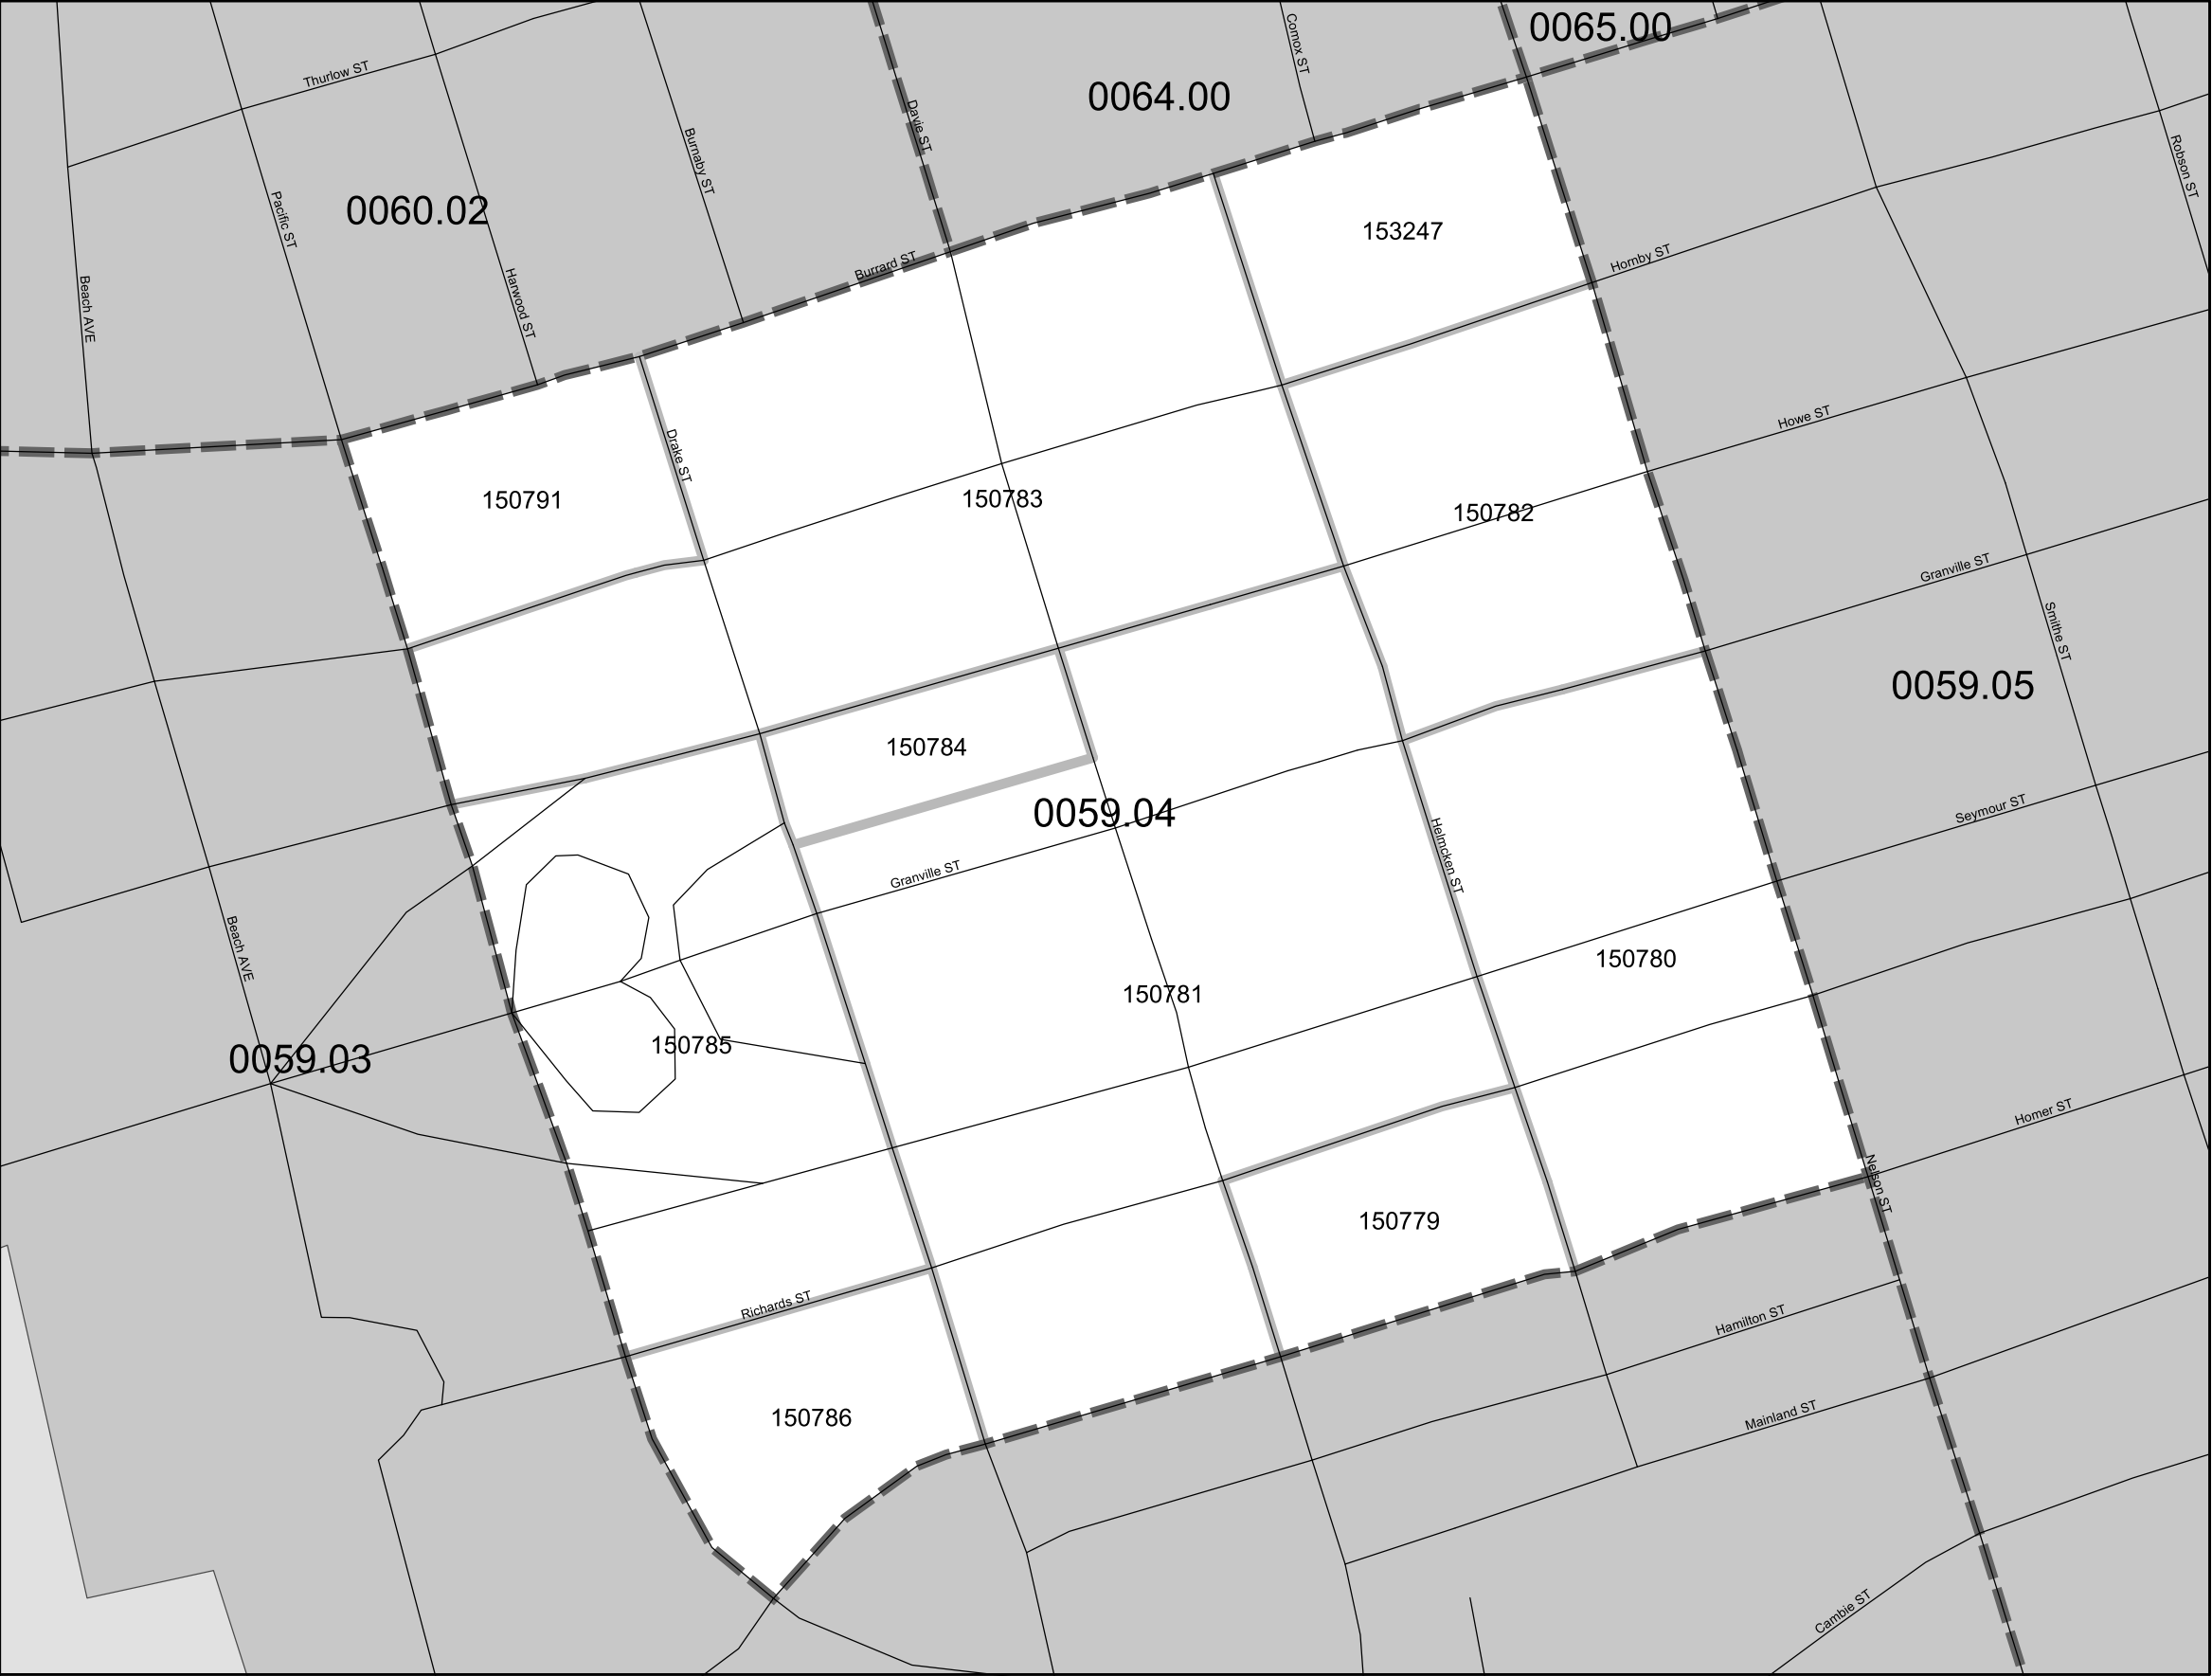 0065.00
Comox ST
Thurlow ST
0064.00
Davie ST
Burnaby ST
Robson ST
Pacific ST
0060.02
153247
Hornby ST
Burrard ST
Beach AVE
Harwood ST
Howe ST
Drake ST
150791
150783
150782
Granville ST
Smithe ST
0059.05
150784
0059.04
Seymour ST
Helmcken ST
Granville ST
Beach AVE
150780
150781
150785
0059.03
Homer ST
Nelson ST
150779
Richards ST
Hamilton ST
150786
Mainland ST
Cambie ST